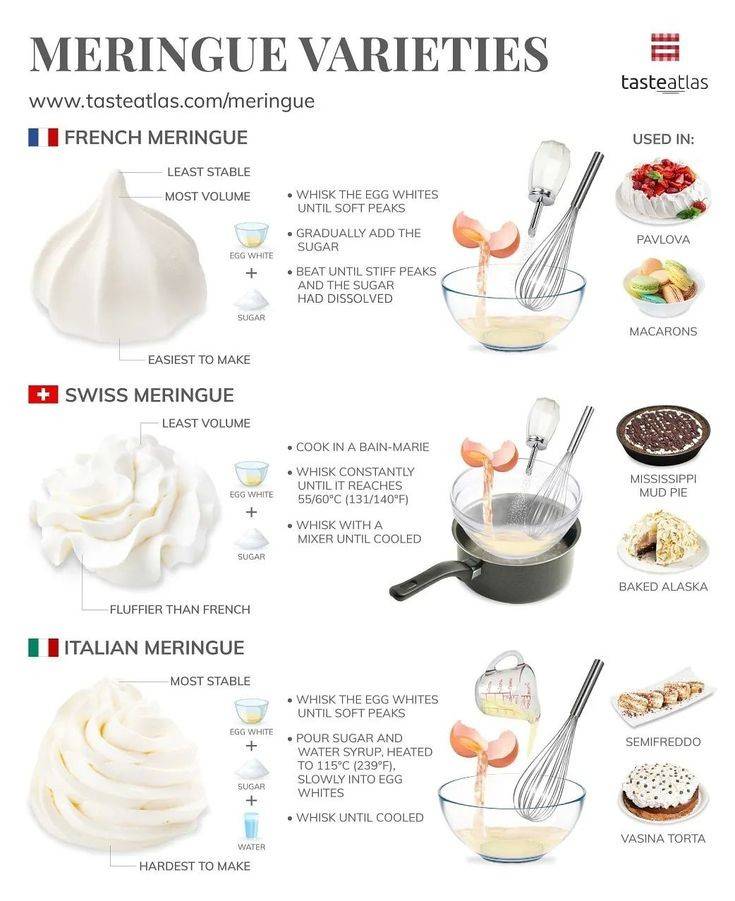 MERINGUE VARIETIES
tasteatlas
www.tasteatlas.com/meringue
FRENCH MERINGUE
USED IN:
LEAST STABLE
MOST VOLUME
EGG WHITE
+
SUGAR
EASIEST TO MAKE
• WHISK THE EGG WHITES
UNTIL SOFT PEAKS
• GRADUALLY ADD THE
SUGAR
• BEAT UNTIL STIFF PEAKS
AND THE SUGAR
HAD DISSOLVED
PAVLOVA
MACARONS
SWISS MERINGUE
LEAST VOLUME
EGG WHITE
+
SUGAR
FLUFFIER THAN FRENCH
• COOK IN A BAIN-MARIE
• WHISK CONSTANTLY
UNTIL IT REACHES
55/60°C (131/140°F)
• WHISK WITH A
MIXER UNTIL COOLED
MISSISSIPPI
MUD PIE
BAKED ALASKA
ITALIAN MERINGUE
MOST STABLE
EGG WHITE
+
SUGAR
+
WATER
HARDEST TO MAKE
• WHISK THE EGG WHITES
UNTIL SOFT PEAKS
• POUR SUGAR AND
WATER SYRUP, HEATED
TO 115°C (239°F),
SLOWLY INTO EGG
WHITES
• WHISK UNTIL COOLED
SEMIFREDDO
VASINA TORTA